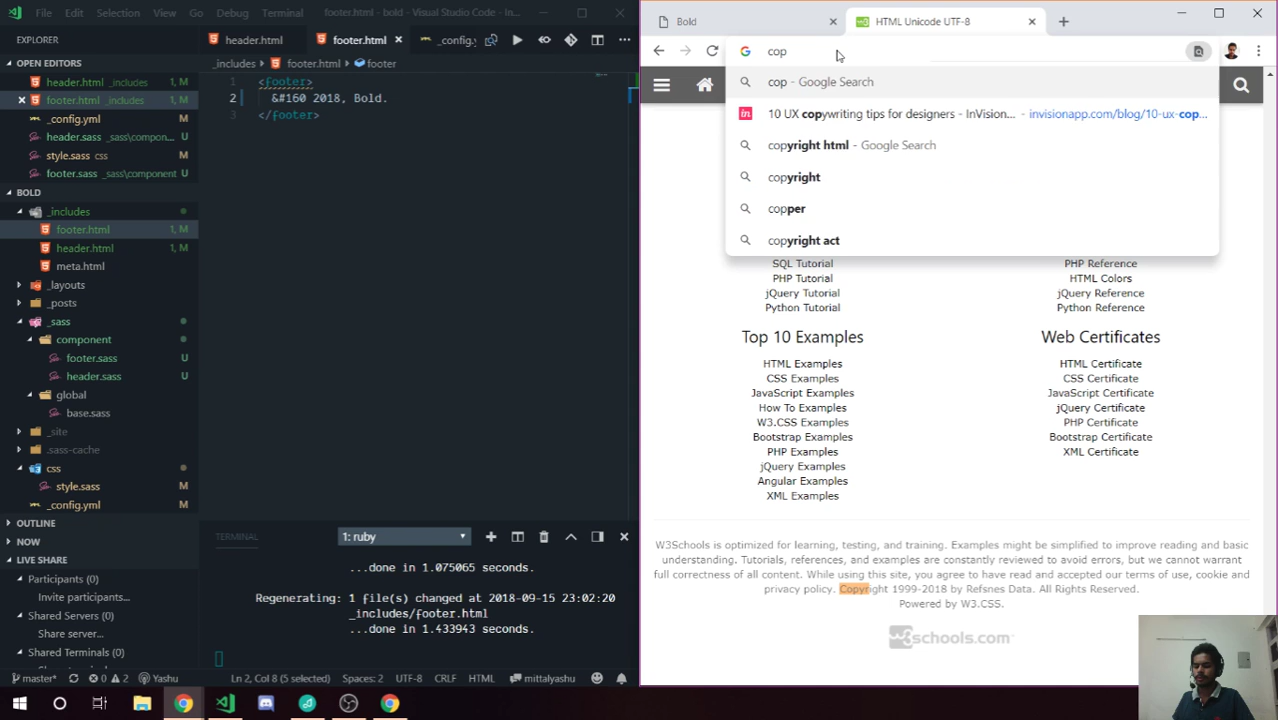 File Edit Selection View Go Debug Terminal footer.html - bold - Visual Studio Code - In...
EXPLORER
OPEN EDITORS
header.html _includes 1, M
footer.html _includes 1, M
_config.yml
header.sass _sass\compon... U
style.sass css
footer.sass _sass\component U
BOLD
_includes
footer.html 1, M
header.html 1, M
meta.html
_layouts
_posts
_sass
component
footer.sass U
header.sass U
global
base.sass
_site
.sass-cache
css
style.sass M
_config.yml M
OUTLINE
NOW
LIVE SHARE
Participants (0)
Invite participants...
Shared Servers (0)
Share server...
Shared Terminals (0)
header.html footer.html _config.
_includes footer.html footer
1 <footer>
2 &#160 2018, Bold.
3 </footer>
TERMINAL 1: ruby
...done in 1.075065 seconds.
Regenerating: 1 file(s) changed at 2018-09-15 23:02:20
_includes/footer.html
...done in 1.433943 seconds.
master* 0 2 Yashu Ln 2, Col 8 (5 selected) Spaces: 2 UTF-8 CRLF HTML mittalyashu
Bold HTML Unicode UTF-8
cop
cop - Google Search
10 UX copywriting tips for designers - InVision... - invisionapp.com/blog/10-ux-cop...
copyright html - Google Search
copyright
copper
copyright act
SQL Tutorial
PHP Tutorial
jQuery Tutorial
Python Tutorial
PHP Reference
HTML Colors
jQuery Reference
Python Reference
Top 10 Examples
HTML Examples
CSS Examples
JavaScript Examples
How To Examples
W3.CSS Examples
Bootstrap Examples
PHP Examples
jQuery Examples
Angular Examples
XML Examples
Web Certificates
HTML Certificate
CSS Certificate
JavaScript Certificate
jQuery Certificate
PHP Certificate
Bootstrap Certificate
XML Certificate
W3Schools is optimized for learning, testing, and training. Examples might be simplified to improve reading and basic
understanding. Tutorials, references, and examples are constantly reviewed to avoid errors, but we cannot warrant
full correctness of all content. While using this site, you agree to have read and accepted our terms of use, cookie and
privacy policy. Copyright 1999-2018 by Refsnes Data. All Rights Reserved.
Powered by W3.CSS.
w3schools.com